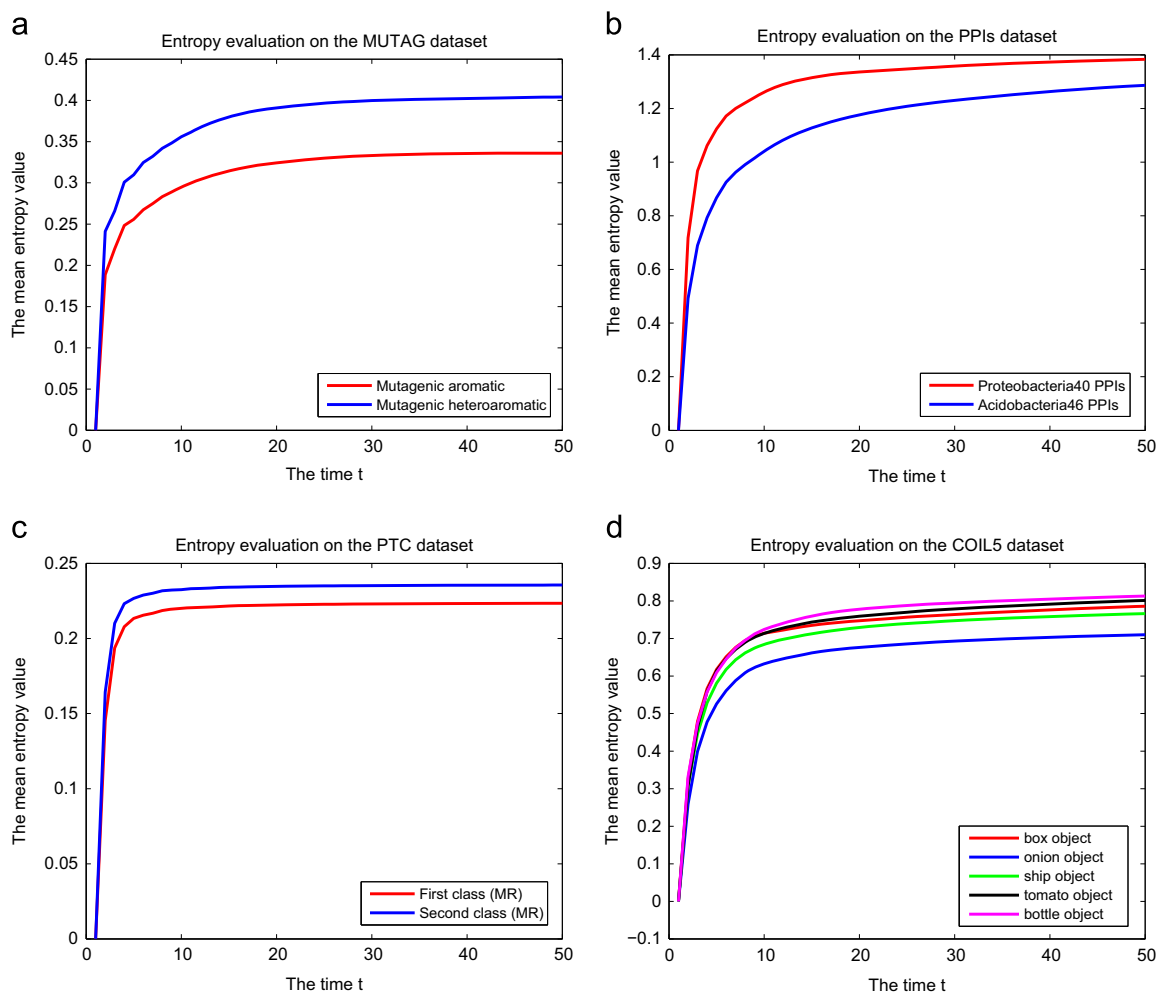 a
Entropy evaluation on the MUTAG dataset
0.45
0.4
0.35
0.3
0.25
0.2
0.15
0.1
0.05
0
The mean entropy value
Mutagenic aromatic
Mutagenic heteroaromatic
0 10 20 30 40 50
The time t
b
Entropy evaluation on the PPIs dataset
1.4
1.2
1
0.8
0.6
0.4
0.2
0
The mean entropy value
Proteobacteria40 PPIs
Acidobacteria46 PPIs
0 10 20 30 40 50
The time t
c
Entropy evaluation on the PTC dataset
0.25
0.2
0.15
0.1
0.05
0
The mean entropy value
First class (MR)
Second class (MR)
0 10 20 30 40 50
The time t
d
Entropy evaluation on the COIL5 dataset
0.9
0.8
0.7
0.6
0.5
0.4
0.3
0.2
0.1
0
−0.1
The mean entropy value
box object
onion object
ship object
tomato object
bottle object
0 10 20 30 40 50
The time t